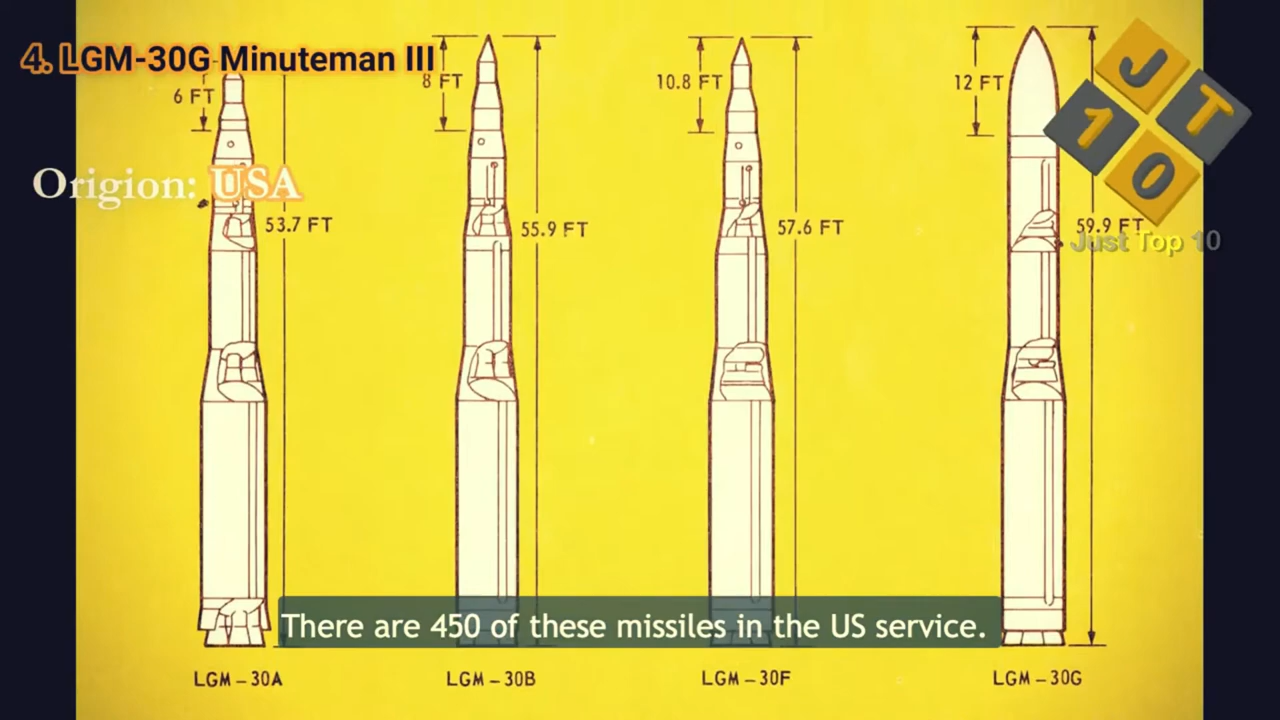 4. LGM-30G Minuteman III
6 FT
8 FT
10.8 FT
12 FT
J
T
1
0
Origion: USA
53.7 FT
55.9 FT
57.6 FT
59.9 FT
Just Top 10
There are 450 of these missiles in the US service.
LGM-30A
LGM-30B
LGM-30F
LGM-30G